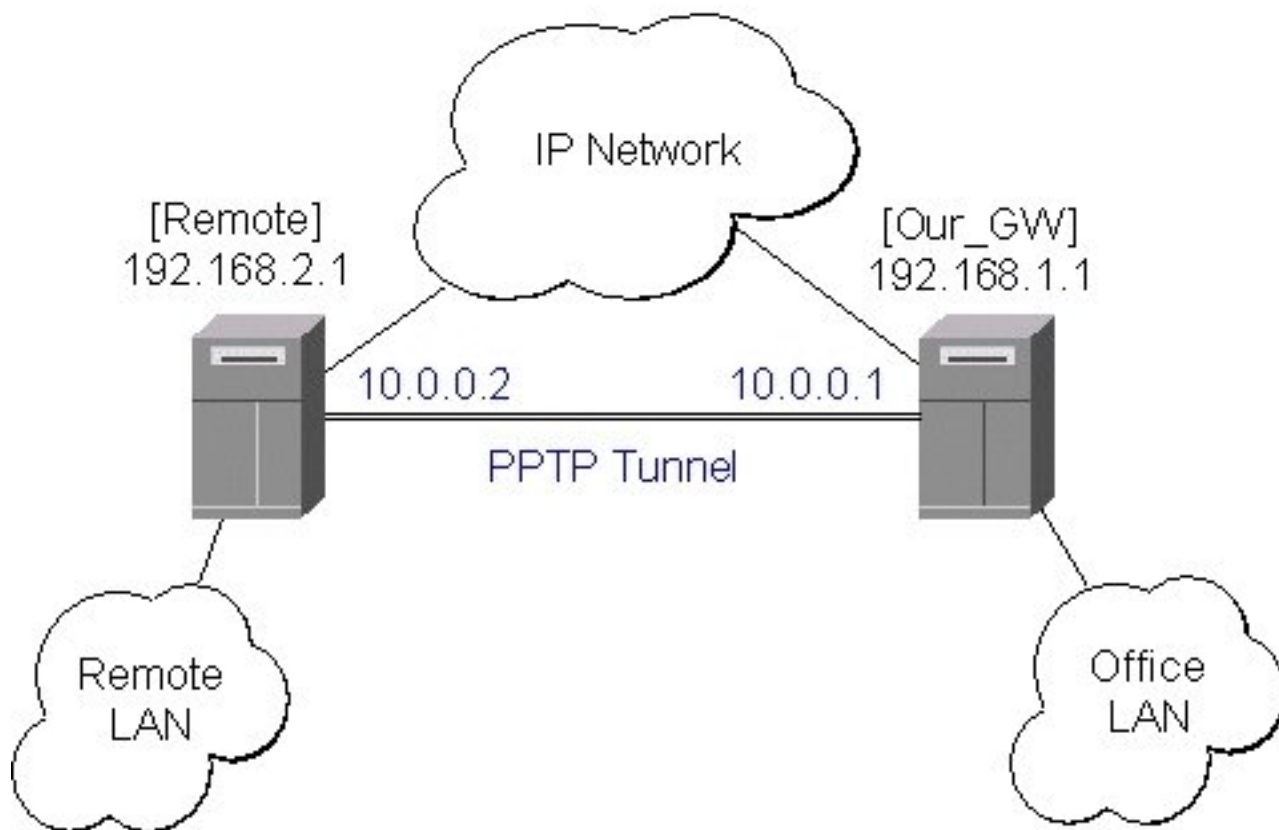 IP Network
[Remote]
192.168.2.1
[Our_GW]
192.168.1.1
10.0.0.2
10.0.0.1
PPTP Tunnel
Remote
LAN
Office
LAN